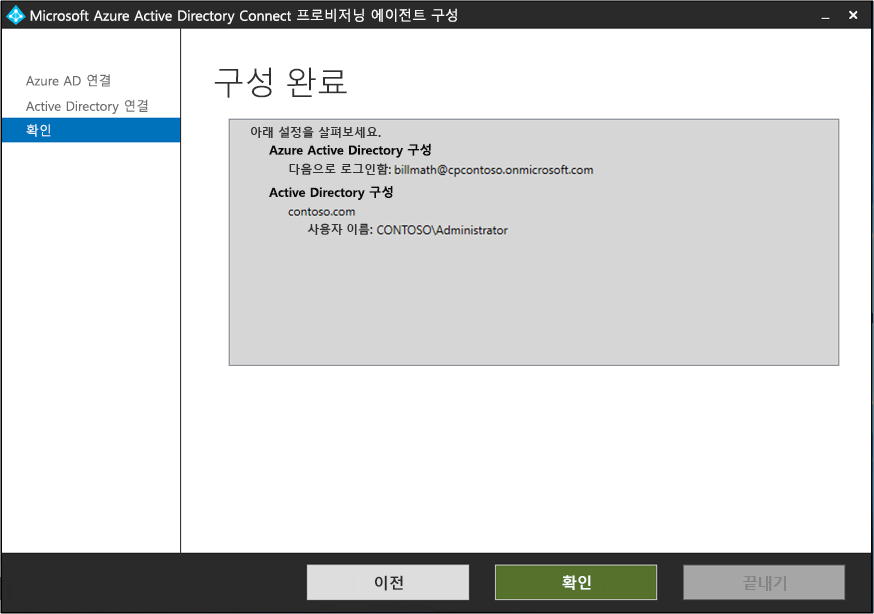 Microsoft Azure Active Directory Connect 프로비저닝 에이전트 구성
Azure AD 연결
Active Directory 연결
확인
구성 완료
아래 설정을 살펴보세요.
Azure Active Directory 구성
다음으로 로그인함: billmath@cpcontoso.onmicrosoft.com
Active Directory 구성
contoso.com
사용자 이름: CONTOSO\Administrator
이전
확인
끝내기